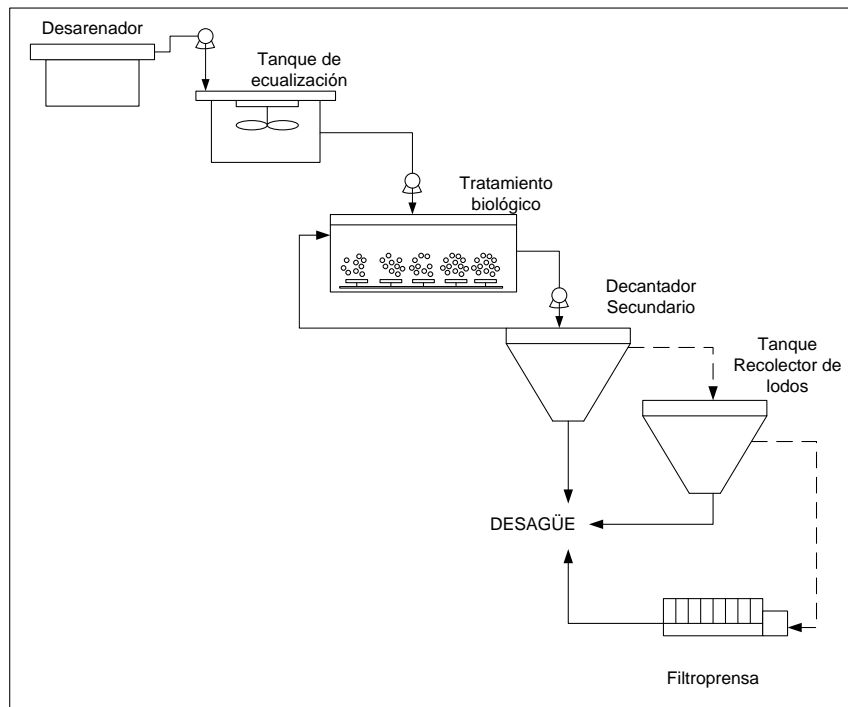 Desarenador
Tanque de
ecualización
Tratamiento
biológico
Decantador
Secundario
Tanque
Recolector de
lodos
DESAGÜE
Filtroprensa